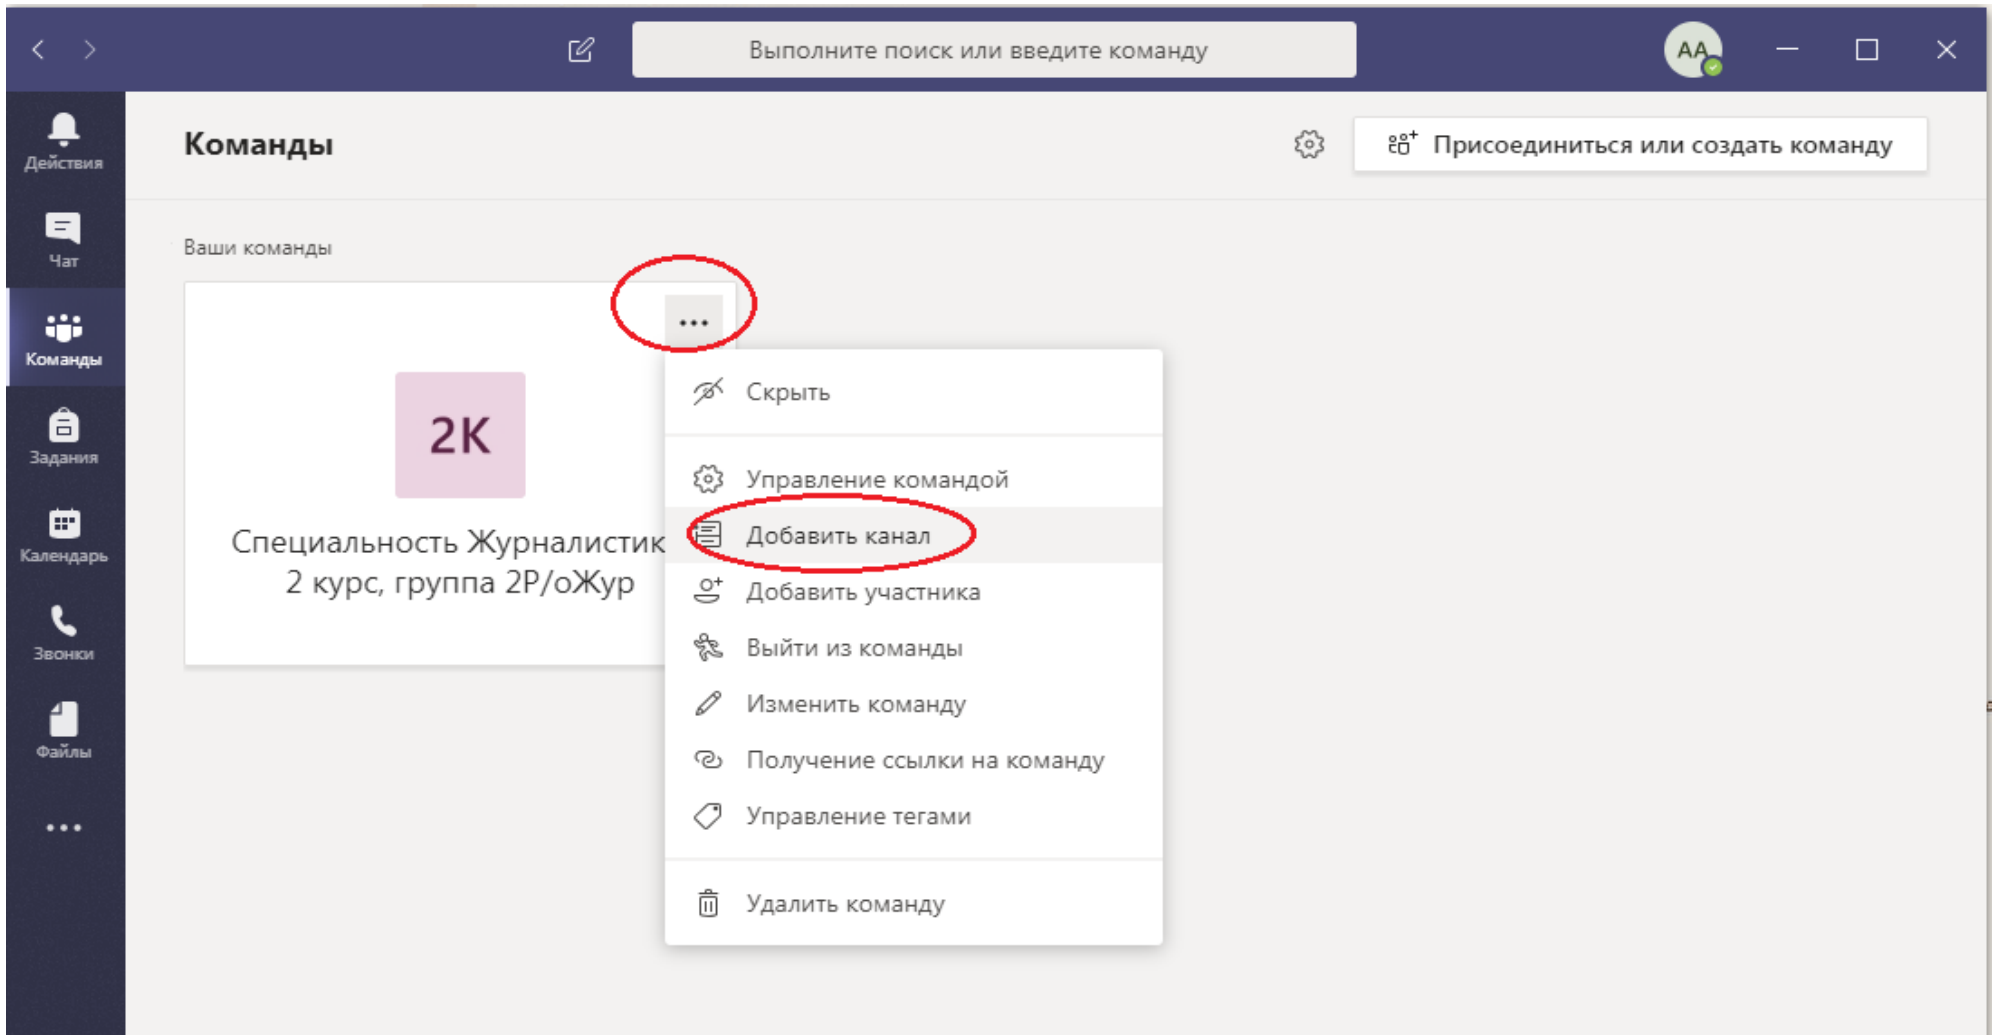 Выполните поиск или введите команду
AA
Действия
Чат
Команды
Задания
Календарь
Звонки
Файлы
Команды
Присоединиться или создать команду
Ваши команды
2К
Специальность Журналистик
2 курс, группа 2Р/оЖур
Скрыть
Управление командой
Добавить канал
Добавить участника
Выйти из команды
Изменить команду
Получение ссылки на команду
Управление тегами
Удалить команду